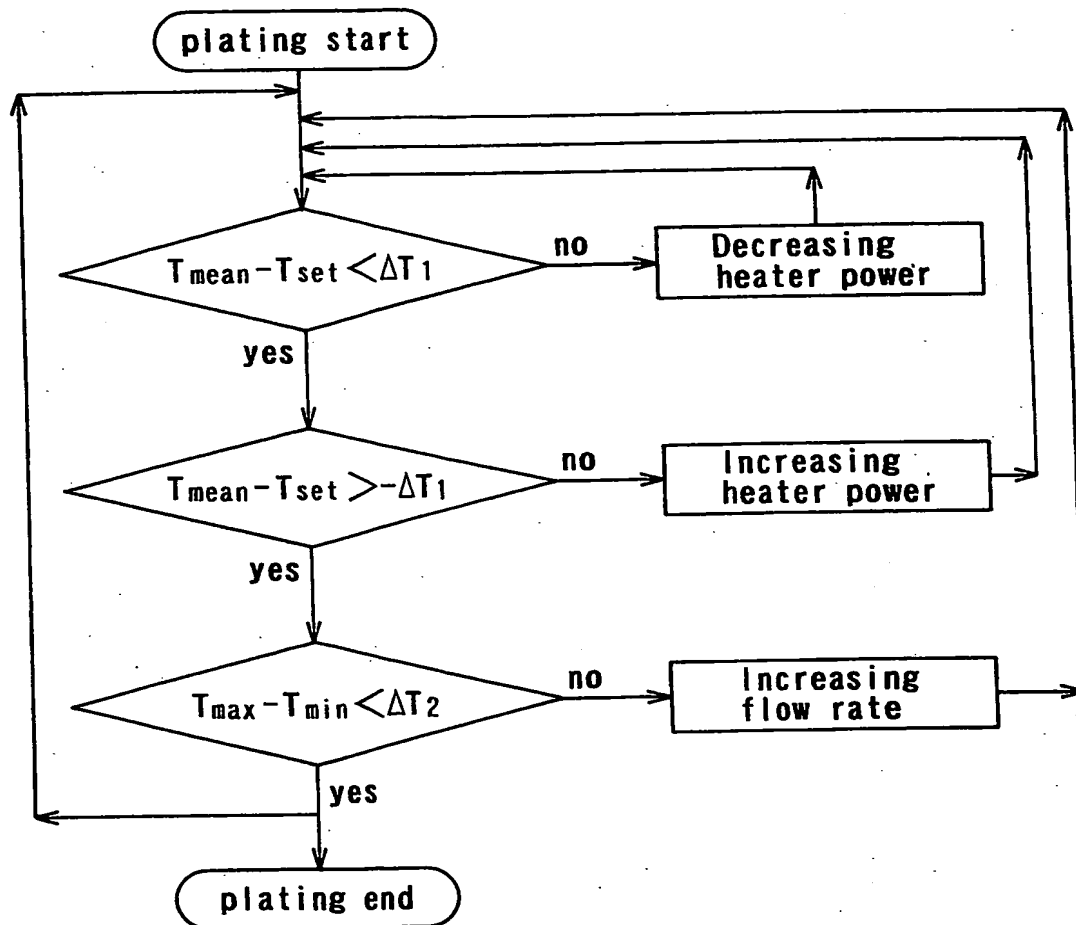 plating start
Tmean-Tset<ΔT1
no
Decreasing
heater power
yes
Tmean-Tset>-ΔT1
no
Increasing
heater power
yes
Tmax-Tmin<ΔT2
no
Increasing
flow rate
yes
plating end